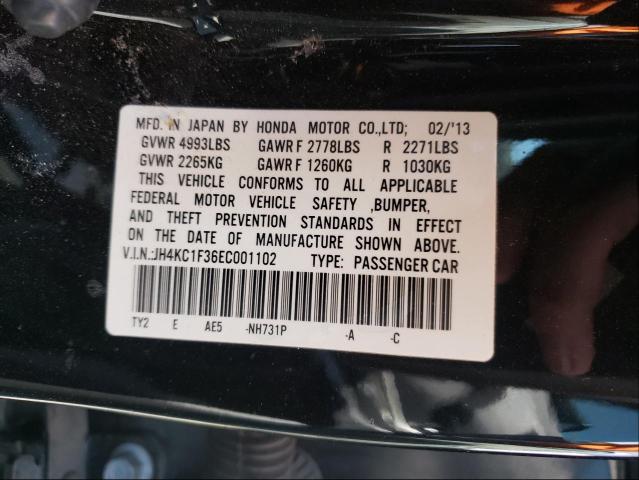 MFD. IN JAPAN BY HONDA MOTOR CO.,LTD; 02/'13
GVWR 4993LBS GAWR F 2778LBS R 2271LBS
GVWR 2265KG GAWR F 1260KG R 1030KG
THIS VEHICLE CONFORMS TO ALL APPLICABLE
FEDERAL MOTOR VEHICLE SAFETY ,BUMPER,
AND THEFT PREVENTION STANDARDS IN EFFECT
ON THE DATE OF MANUFACTURE SHOWN ABOVE.
V.I.N.:JH4KC1F36EC001102 TYPE: PASSENGER CAR
TY2 E AE5 -NH731P -A -C